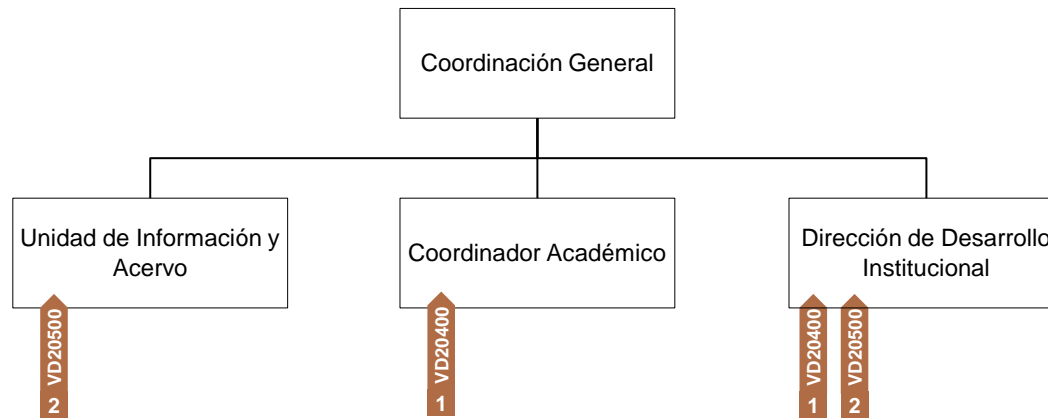 Coordinación General
Unidad de Información y
Acervo
Coordinador Académico
Dirección de Desarrollo
Institucional
2 VD20500
1 VD20400
1 VD20400
2 VD20500